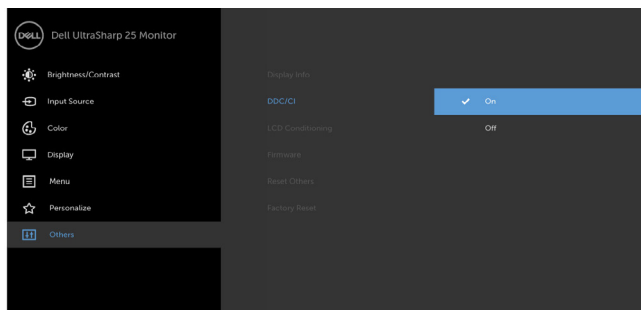 DELL Dell UltraSharp 25 Monitor
Brightness/Contrast
Input Source
Color
Display
Menu
Personalize
Others
Display Info
DDC/CI
LCD Conditioning
Firmware
Reset Others
Factory Reset
On
Off